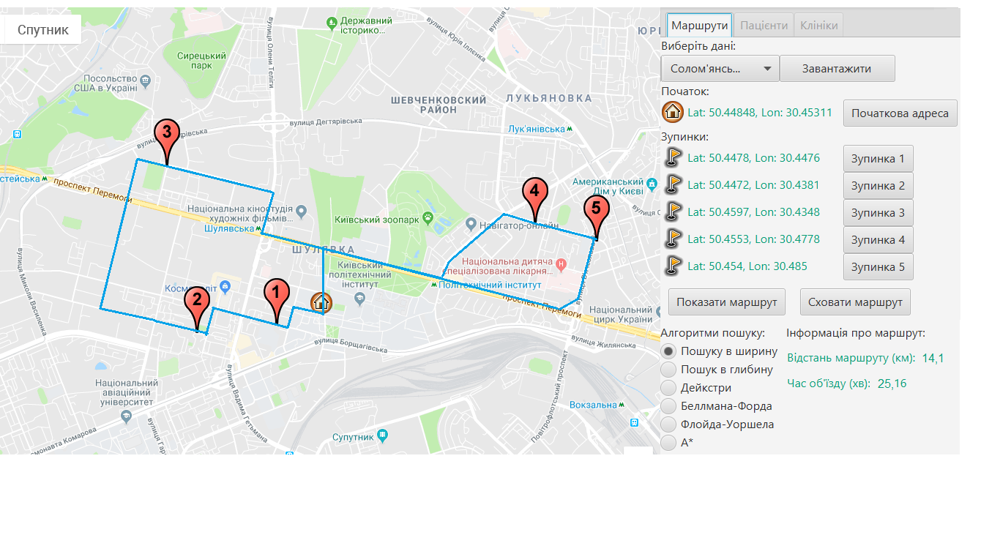 Спутник
Державний
історико...
вулиця Олени Теліги
вулиця Юрія Іллєнка
Сирецький
парк
Посольство
США в Україні
ШЕВЧЕНКОВСКИЙ
РАЙОН
ЛУКЬЯНОВКА
вулиця Дегтярівська
Лук'янівська
3
стейська
проспект Перемоги
4
Американський
Дім у Києві
5
Національна кіностудія
художніх фільмів...
Шулявська
Київський зоопарк
Навігатор-онлайн
ШУЛЯВКА
Київський
політехнічний
інститут
Національна дитяча
спеціалізована лікарня...
Політехнічний інститут
проспект Перемоги
вулиця Миколи Василенка
2
1
Національний
цирк України
вулиця Борщагівська
вулиця Жилянська
Національний
авіаційний
університет
вулиця Вадима Гетьмана
Повітрофлотський проспект
Вокзальна
Супутник
Маршрути
Пацієнти
Клініки
Виберіть дані:
Солом'янсь...
Завантажити
Початок:
Lat: 50.44848, Lon: 30.45311
Початкова адреса
Зупинки:
Lat: 50.4478, Lon: 30.4476
Зупинка 1
Lat: 50.4472, Lon: 30.4381
Зупинка 2
Lat: 50.4597, Lon: 30.4348
Зупинка 3
Lat: 50.4553, Lon: 30.4778
Зупинка 4
Lat: 50.454, Lon: 30.485
Зупинка 5
Показати маршрут
Сховати маршрут
Алгоритми пошуку:
Інформація про маршрут:
Пошуку в ширину
Відстань маршруту (км): 14,1
Пошук в глибину
Час об'їзду (хв): 25,16
Дейкстри
Беллмана-Форда
Флойда-Уоршела
A*